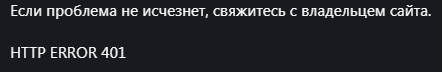 Если проблема не исчезнет, свяжитесь с владельцем сайта.
HTTP ERROR 401